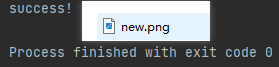 success!
new.png
Process finished with exit code 0